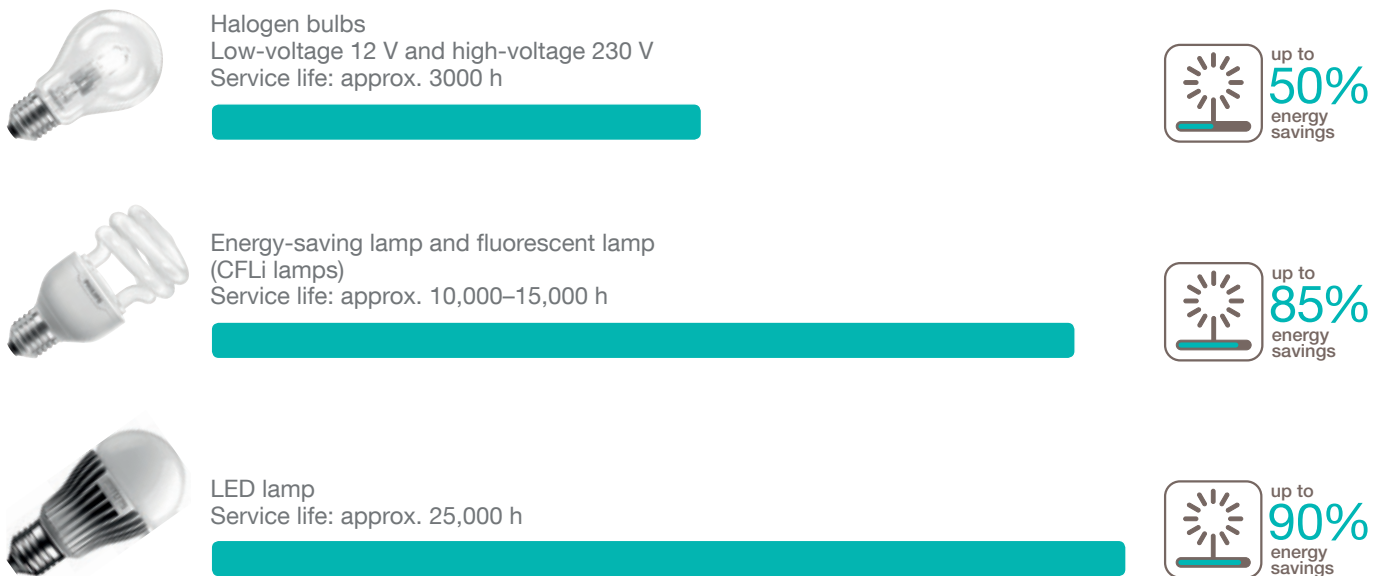 Halogen bulbs
Low-voltage 12 V and high-voltage 230 V
Service life: approx. 3000 h
up to
50%
energy
savings
Energy-saving lamp and fluorescent lamp
(CFLi lamps)
Service life: approx. 10,000–15,000 h
up to
85%
energy
savings
LED lamp
Service life: approx. 25,000 h
up to
90%
energy
savings